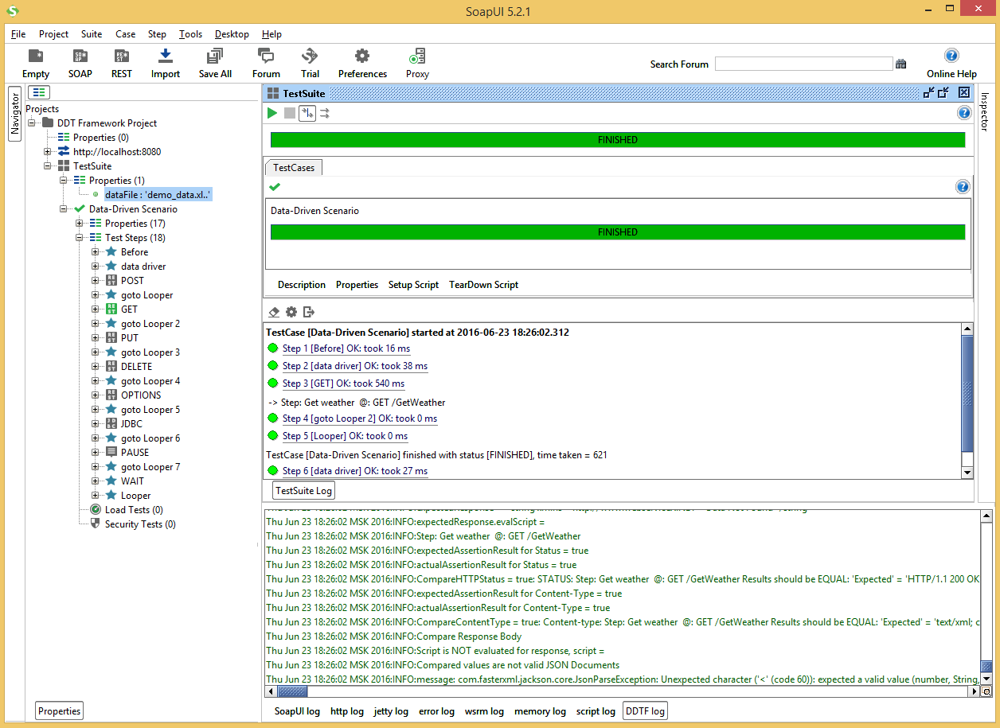 SoapUI 5.2.1
File Project Suite Case Step Tools Desktop Help
Empty SOAP REST Import Save All Forum Trial Preferences Proxy
Search Forum
Online Help
Navigator
Projects
DDT Framework Project
Properties (0)
http://localhost:8080
TestSuite
Properties (1)
dataFile : 'demo_data.xl..'
Data-Driven Scenario
Properties (17)
Test Steps (18)
Before
data driver
POST
goto Looper
GET
goto Looper 2
PUT
goto Looper 3
DELETE
goto Looper 4
OPTIONS
goto Looper 5
JDBC
goto Looper 6
PAUSE
goto Looper 7
WAIT
Looper
Load Tests (0)
Security Tests (0)
Properties
TestSuite
FINISHED
TestCases
Data-Driven Scenario
FINISHED
Description Properties Setup Script TearDown Script
TestCase [Data-Driven Scenario] started at 2016-06-23 18:26:02.312
Step 1 [Before] OK: took 16 ms
Step 2 [data driver] OK: took 38 ms
Step 3 [GET] OK: took 540 ms
-> Step: Get weather @: GET /GetWeather
Step 4 [goto Looper 2] OK: took 0 ms
Step 5 [Looper] OK: took 0 ms
TestCase [Data-Driven Scenario] finished with status [FINISHED], time taken = 621
Step 6 [data driver] OK: took 27 ms
TestSuite Log
Inspector
Thu Jun 23 18:26:02 MSK 2016:INFO:expectedResponse.evalScript =
Thu Jun 23 18:26:02 MSK 2016:INFO:Step: Get weather @: GET /GetWeather
Thu Jun 23 18:26:02 MSK 2016:INFO:expectedAssertionResult for Status = true
Thu Jun 23 18:26:02 MSK 2016:INFO:actualAssertionResult for Status = true
Thu Jun 23 18:26:02 MSK 2016:INFO:CompareHTTPStatus = true: STATUS: Step: Get weather @: GET /GetWeather Results should be EQUAL: 'Expected' = 'HTTP/1.1 200 OK
Thu Jun 23 18:26:02 MSK 2016:INFO:expectedAssertionResult for Content-Type = true
Thu Jun 23 18:26:02 MSK 2016:INFO:actualAssertionResult for Content-Type = true
Thu Jun 23 18:26:02 MSK 2016:INFO:CompareContentType = true: Content-type: Step: Get weather @: GET /GetWeather Results should be EQUAL: 'Expected' = 'text/xml; c
Thu Jun 23 18:26:02 MSK 2016:INFO:Compare Response Body
Thu Jun 23 18:26:02 MSK 2016:INFO:Script is NOT evaluated for response, script =
Thu Jun 23 18:26:02 MSK 2016:INFO:Compared values are not valid JSON Documents
Thu Jun 23 18:26:02 MSK 2016:INFO:message: com.fasterxml.jackson.core.JsonParseException: Unexpected character ('<' (code 60)): expected a valid value (number, String,
SoapUI log http log jetty log error log wsrm log memory log script log DDTF log